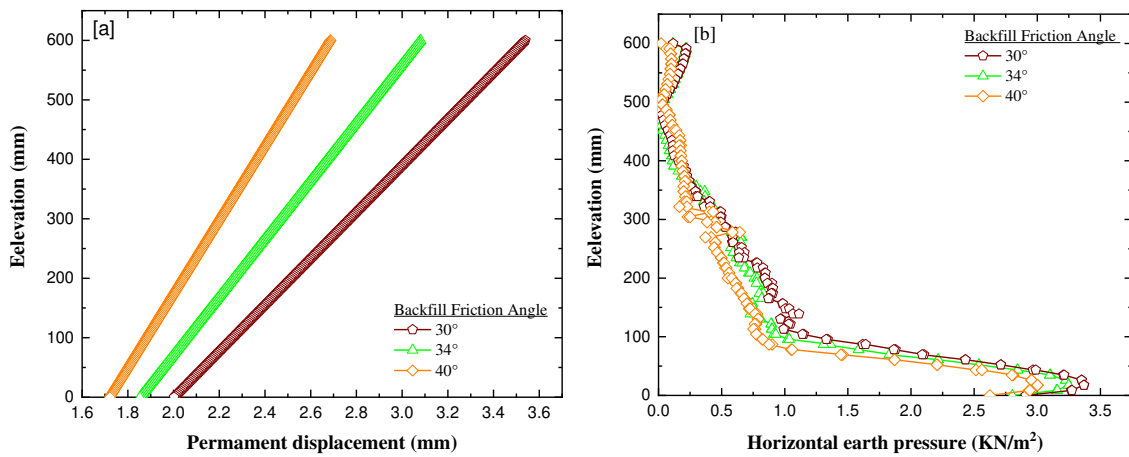 [a]
600
500
400
300
200
100
0
Eelevation (mm)
1.6 1.8 2.0 2.2 2.4 2.6 2.8 3.0 3.2 3.4 3.6
Permament displacement (mm)
Backfill Friction Angle
30°
34°
40°
[b]
600
500
400
300
200
100
0
Eelevation (mm)
0.0 0.5 1.0 1.5 2.0 2.5 3.0 3.5
Horizontal earth pressure (KN/m²)
Backfill Friction Angle
30°
34°
40°